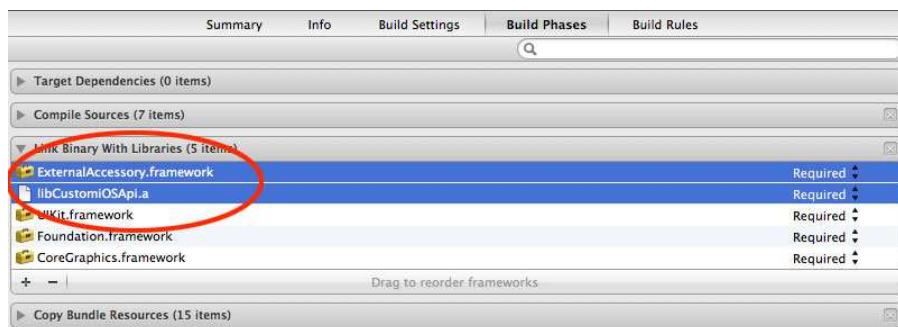 Summary Info Build Settings Build Phases Build Rules
Target Dependencies (0 items)
Compile Sources (7 items)
Link Binary With Libraries (5 items)
ExternalAccessory.framework Required
libCustomiOSApi.a Required
UIKit.framework Required
Foundation.framework Required
CoreGraphics.framework Required
+ − Drag to reorder frameworks
Copy Bundle Resources (15 items)